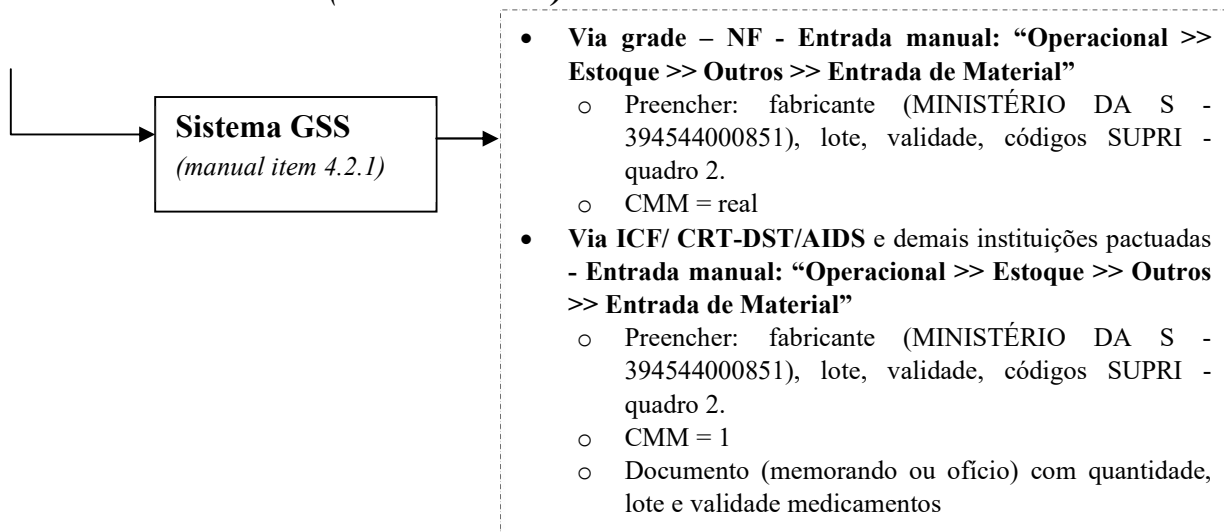 Sistema GSS
(manual item 4.2.1)
• Via grade – NF - Entrada manual: “Operacional >>
Estoque >> Outros >> Entrada de Material”
o Preencher: fabricante (MINISTÉRIO DA S -
394544000851), lote, validade, códigos SUPRI -
quadro 2.
o CMM = real
• Via ICF/ CRT-DST/AIDS e demais instituições pactuadas
- Entrada manual: “Operacional >> Estoque >> Outros
>> Entrada de Material”
o Preencher: fabricante (MINISTÉRIO DA S -
394544000851), lote, validade, códigos SUPRI -
quadro 2.
o CMM = 1
o Documento (memorando ou ofício) com quantidade,
lote e validade medicamentos